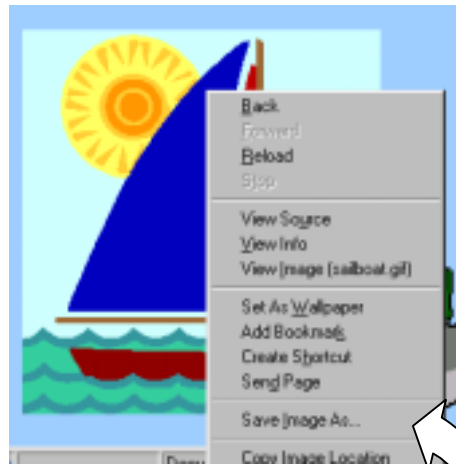 Back
Forward
Reload
Stop
View Source
View Info
View Image (sailboat.gif)
Set As Wallpaper
Add Bookmark
Create Shortcut
Send Page
Save Image As...
Copy Image Location